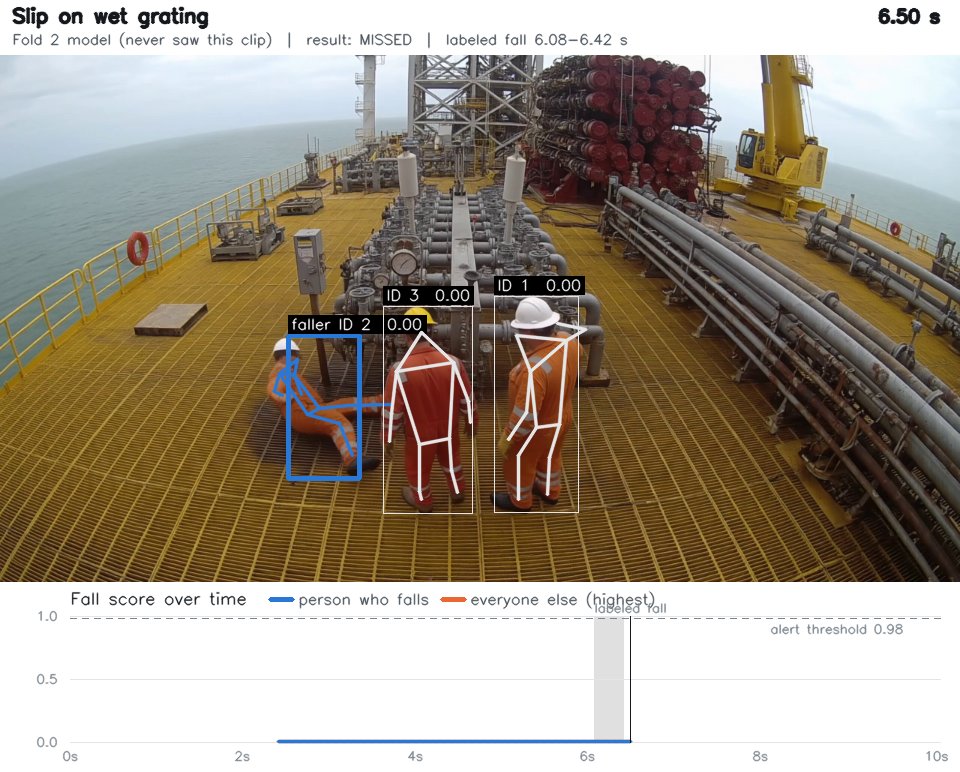 Slip on wet grating
6.50 s
Fold 2 model (never saw this clip) | result: MISSED | labeled fall 6.08–6.42 s
ID 1 0.00
ID 3 0.00
faller ID 2 0.00
Fall score over time
person who falls
everyone else (highest)
labeled fall
1.0
alert threshold 0.98
0.5
0.0
0s 2s 4s 6s 8s 10s